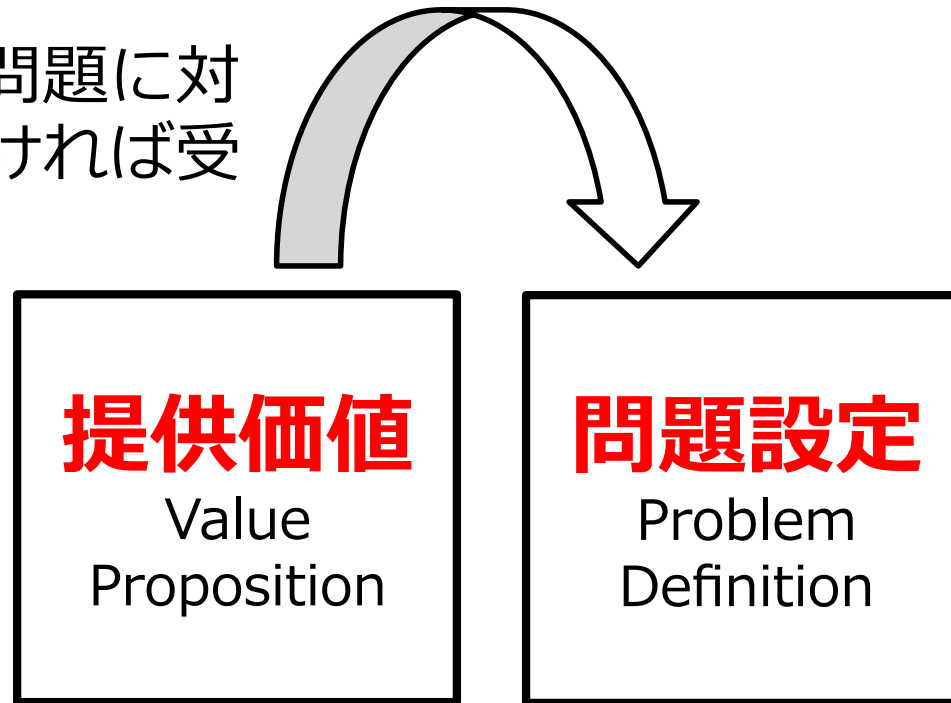 問題に対
ければ受
提供価値
Value
Proposition
問題設定
Problem
Definition